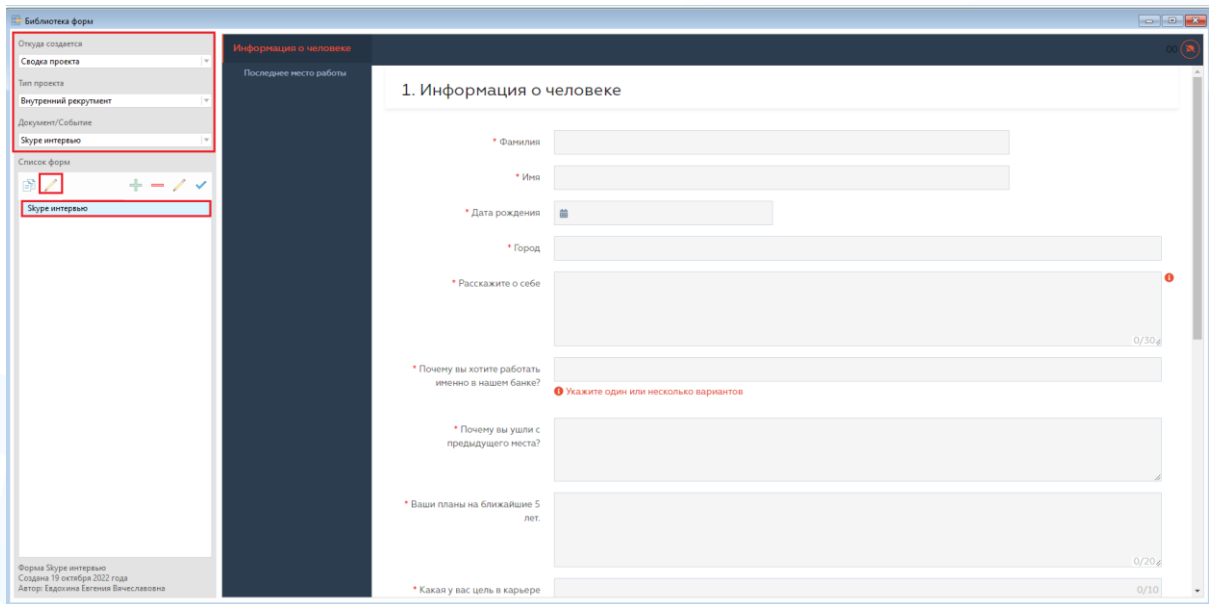 Библиотека форм
Откуда создается
Сводка проекта
Тип проекта
Внутренний рекрутмент
Документ/Событие
Skype интервью
Список форм
Skype интервью
Форма Skype интервью
Создана 19 октября 2022 года
Автор: Евдохина Евгения Вячеславовна
Информация о человеке
Последнее место работы
00
1. Информация о человеке
* Фамилия
* Имя
* Дата рождения
* Город
* Расскажите о себе
0/30
* Почему вы хотите работать
именно в нашем банке?
Укажите один или несколько вариантов
* Почему вы ушли с
предыдущего места?
* Ваши планы на ближайшие 5
лет.
0/20
* Какая у вас цель в карьере
0/10